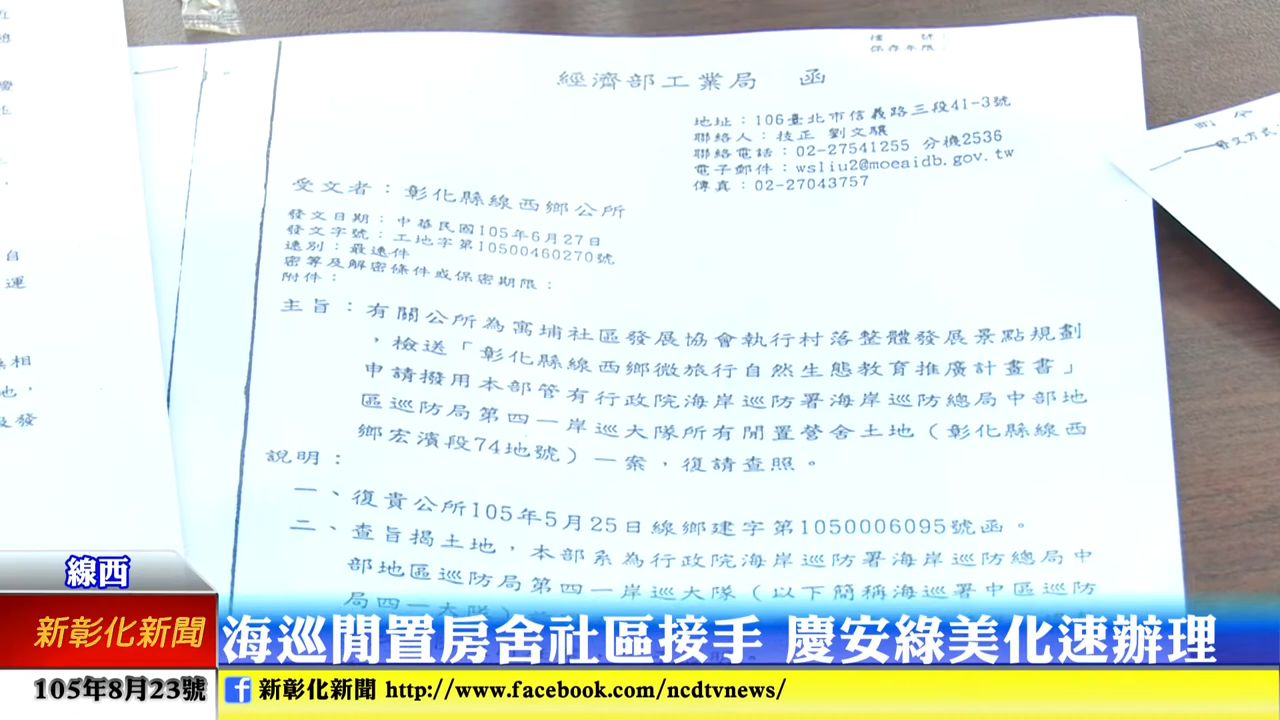 檔 號：
保存年限：
經濟部工業局 函
地址：106臺北市信義路三段41-3號
聯絡人：技正 劉文驥
聯絡電話：02-27541255 分機2536
電子郵件：wsliu2@moeaidb.gov.tw
傳真：02-27043757
受文者：彰化縣線西鄉公所
發文日期：中華民國105年6月27日
發文字號：工地字第10500460270號
速別：最速件
密等及解密條件或保密期限：
附件：
主旨：有關公所為寓埔社區發展協會執行村落整體發展景點規劃
，檢送「彰化縣線西鄉微旅行自然生態教育推廣計畫書」
申請撥用本部管有行政院海岸巡防署海岸巡防總局中部地
區巡防局第四一岸巡大隊所有閒置營舍土地（彰化縣線西
鄉宏濱段74地號）一案，復請查照。
說明：
一、復貴公所105年5月25日線鄉建字第1050006095號函。
二、查旨揭土地，本部系為行政院海岸巡防署海岸巡防總局中
部地區巡防局第四一岸巡大隊（以下簡稱海巡署中區巡防
局四一大隊）
自
運
相
地，
及發
線西
新彰化新聞
海巡閒置房舍社區接手 慶安綠美化速辦理
105年8月23號
新彰化新聞 http://www.facebook.com/ncdtvnews/